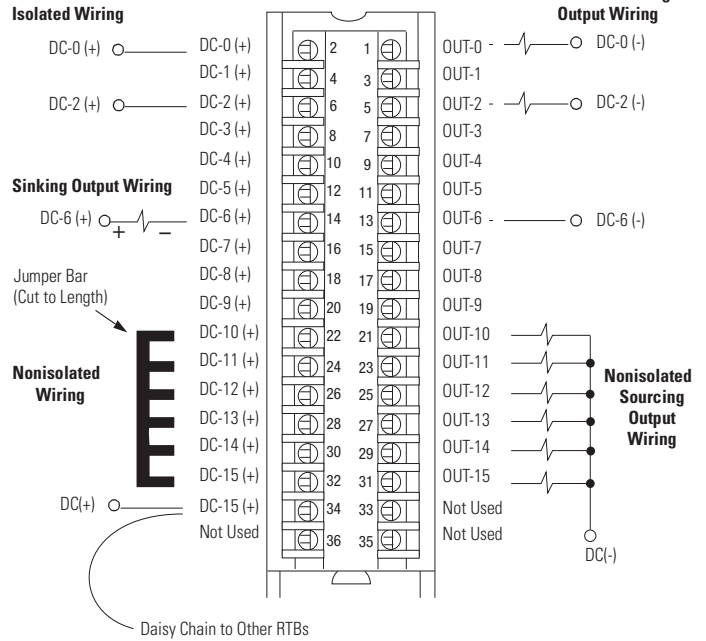 Isolated Wiring
Output Wiring
DC-0 (+) DC-0 (+) 2 1 OUT-0 DC-0 (-)
DC-1 (+) 4 3 OUT-1
DC-2 (+) DC-2 (+) 6 5 OUT-2 DC-2 (-)
DC-3 (+) 8 7 OUT-3
DC-4 (+) 10 9 OUT-4
Sinking Output Wiring
DC-5 (+) 12 11 OUT-5
DC-6 (+) + – DC-6 (+) 14 13 OUT-6 DC-6 (-)
DC-7 (+) 16 15 OUT-7
Jumper Bar
(Cut to Length)
DC-8 (+) 18 17 OUT-8
DC-9 (+) 20 19 OUT-9
DC-10 (+) 22 21 OUT-10
Nonisolated
Wiring
DC-11 (+) 24 23 OUT-11
DC-12 (+) 26 25 OUT-12
DC-13 (+) 28 27 OUT-13
DC-14 (+) 30 29 OUT-14
DC-15 (+) 32 31 OUT-15
Nonisolated
Sourcing
Output
Wiring
DC(+) DC-15 (+) 34 33 Not Used
Not Used 36 35 Not Used
DC(-)
Daisy Chain to Other RTBs